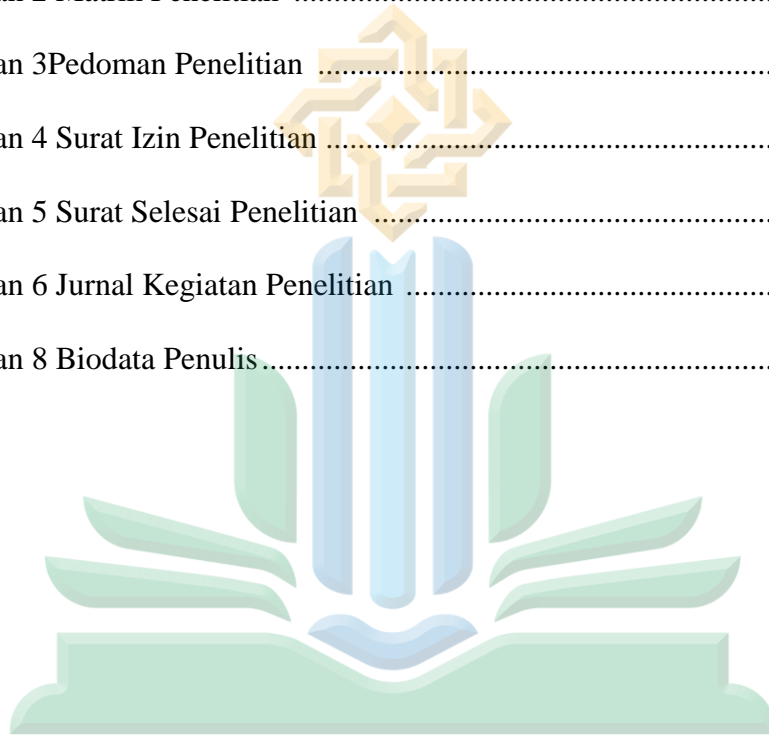 an 3Pedoman Penelitian ........................................................
an 4 Surat Izin Penelitian .......................................................
an 5 Surat Selesai Penelitian ..................................................
an 6 Jurnal Kegiatan Penelitian ..............................................
an 8 Biodata Penulis ................................................................